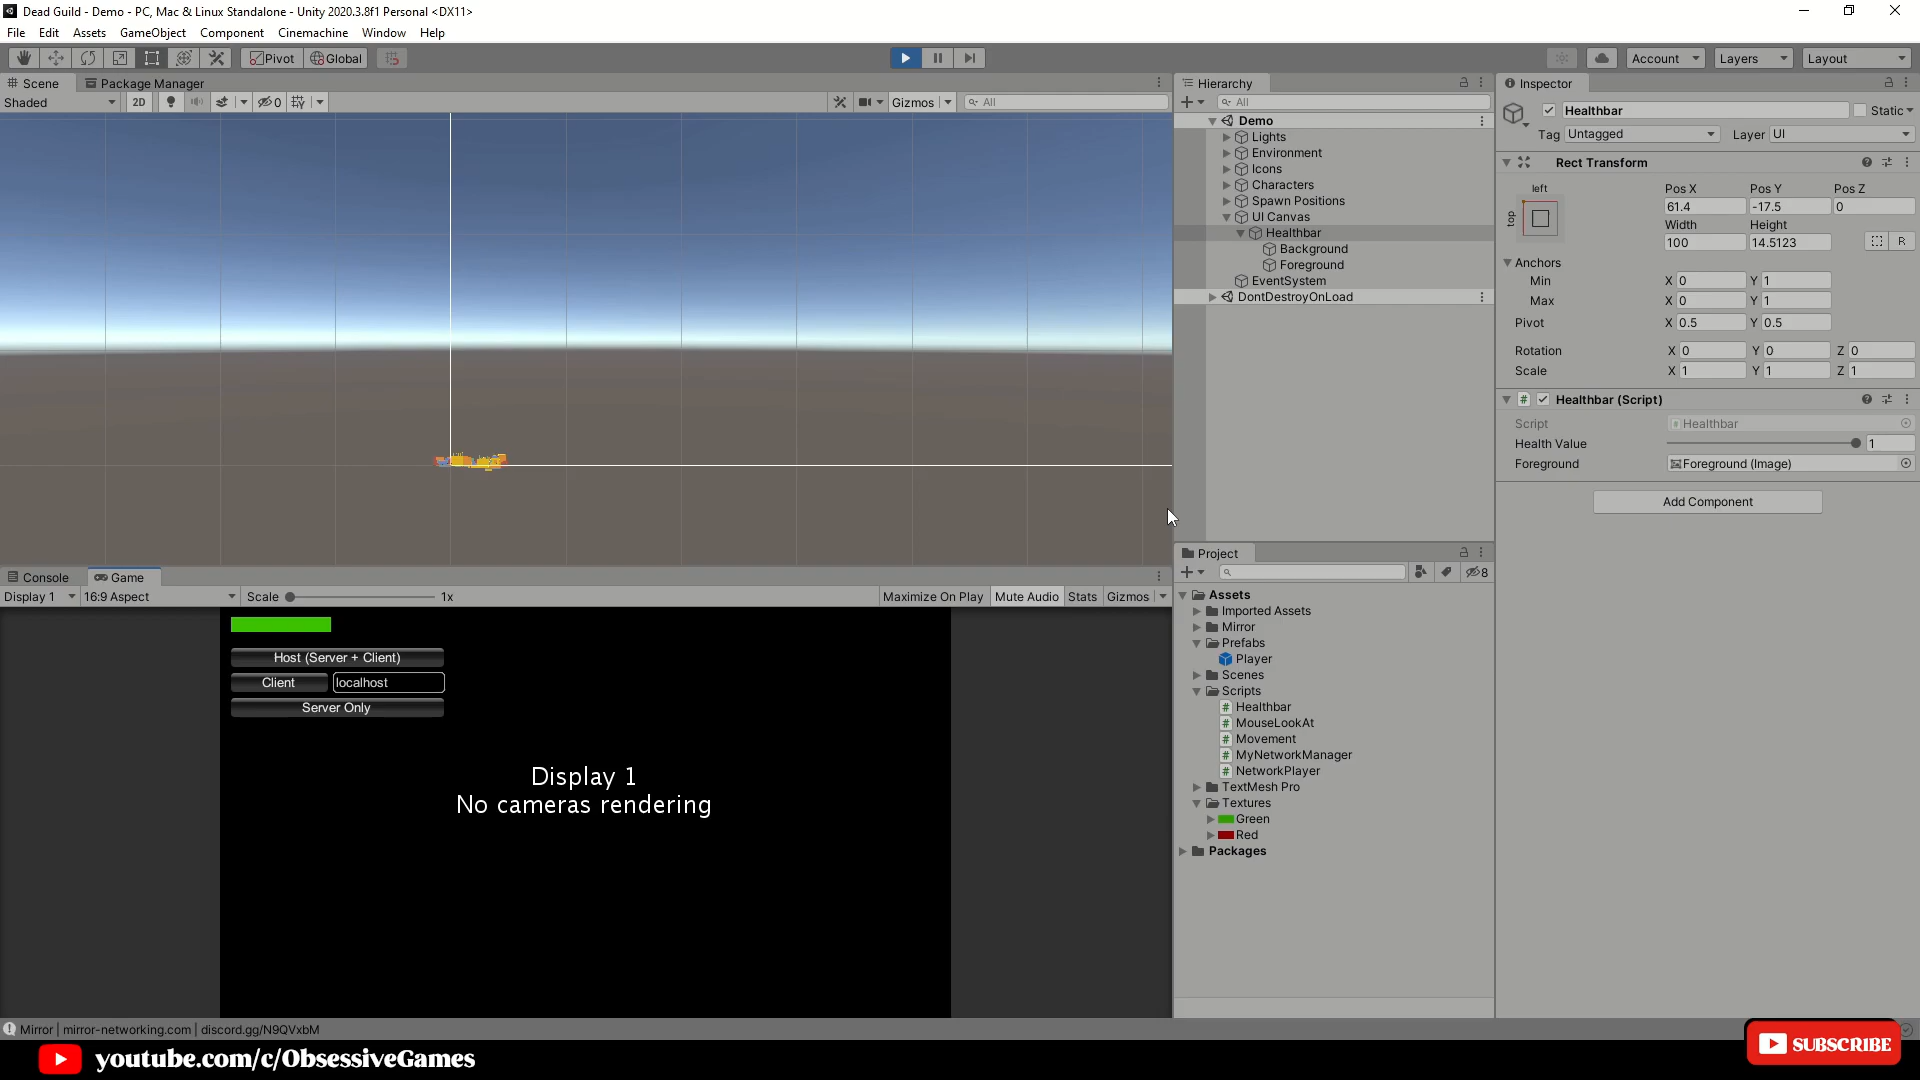 Dead Guild - Demo - PC, Mac & Linux Standalone - Unity 2020.3.8f1 Personal <DX11>
File Edit Assets GameObject Component Cinemachine Window Help
Pivot Global Account Layers Layout
Scene Package Manager
Shaded 2D 0 Gizmos All
Hierarchy
All
Demo
Lights
Environment
Icons
Characters
Spawn Positions
UI Canvas
Healthbar
Background
Foreground
EventSystem
DontDestroyOnLoad
Inspector
Healthbar Static
Tag Untagged Layer UI
Rect Transform
left
top
Pos X Pos Y Pos Z
61.4 -17.5 0
Width Height
100 14.5123 R
Anchors
Min X 0 Y 1
Max X 0 Y 1
Pivot X 0.5 Y 0.5
Rotation X 0 Y 0 Z 0
Scale X 1 Y 1 Z 1
Healthbar (Script)
Script Healthbar
Health Value 1
Foreground Foreground (Image)
Add Component
Console Game
Display 1 16:9 Aspect Scale 1x Maximize On Play Mute Audio Stats Gizmos
Host (Server + Client)
Client localhost
Server Only
Display 1
No cameras rendering
Project
8
Assets
Imported Assets
Mirror
Prefabs
Player
Scenes
Scripts
Healthbar
MouseLookAt
Movement
MyNetworkManager
NetworkPlayer
TextMesh Pro
Textures
Green
Red
Packages
Mirror | mirror-networking.com | discord.gg/N9QVxbM
youtube.com/c/ObsessiveGames
SUBSCRIBE